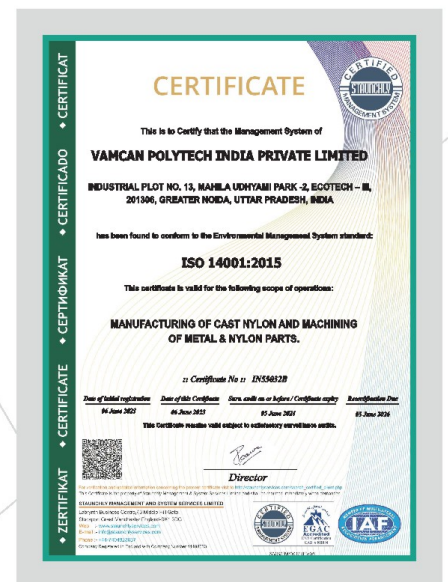 CERTIFICATE
This is to Certify that the Management System of
VAMCAN POLYTECH INDIA PRIVATE LIMITED
INDUSTRIAL PLOT NO. 13, MAHILA UDHYAMI PARK -2, ECOTECH – III,
201306, GREATER NOIDA, UTTAR PRADESH, INDIA
has been found to conform to the Environmental Management System standard:
ISO 14001:2015
This certificate is valid for the following scope of operations:
MANUFACTURING OF CAST NYLON AND MACHINING
OF METAL & NYLON PARTS.
:: Certificate No :: IN55032B
Date of initial registration Date of this Certificate Surv. audit on or before / Certificate expiry Recertification Due
06 June 2023 06 June 2023 05 June 2024 05 June 2026
This Certificate remains valid subject to satisfactory surveillance audits.
Director
STAUNCHLY MANAGEMENT AND SYSTEM SERVICES LIMITED
CERTIFIED
STAUNCHLY
MANAGEMENT SYSTEM
EGAC
IAF
ZERTIFIKAT ♦ CERTIFICATE ♦ СЕРТИФИКАТ ♦ CERTIFICADO ♦ CERTIFICAT